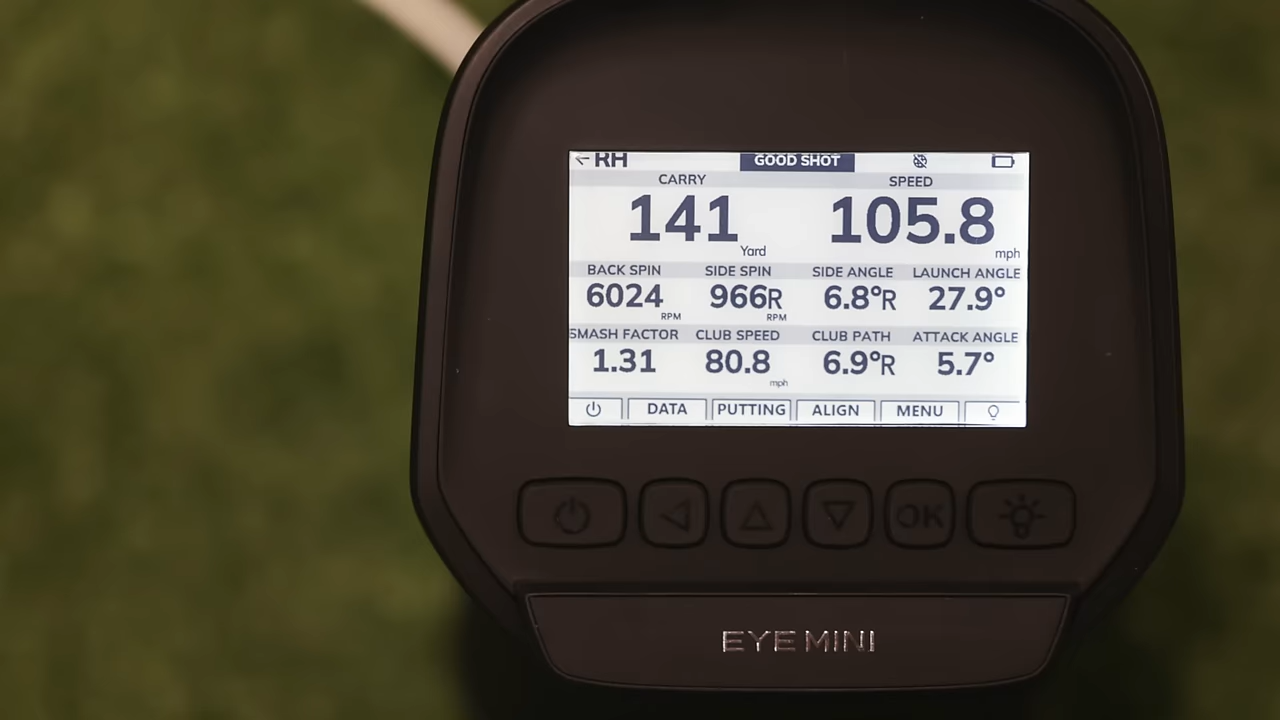 ← RH GOOD SHOT
CARRY SPEED
141 Yard 105.8 mph
BACK SPIN SIDE SPIN SIDE ANGLE LAUNCH ANGLE
6024 RPM 966R RPM 6.8°R 27.9°
SMASH FACTOR CLUB SPEED CLUB PATH ATTACK ANGLE
1.31 80.8 mph 6.9°R 5.7°
DATA PUTTING ALIGN MENU
OK
EYE MINI